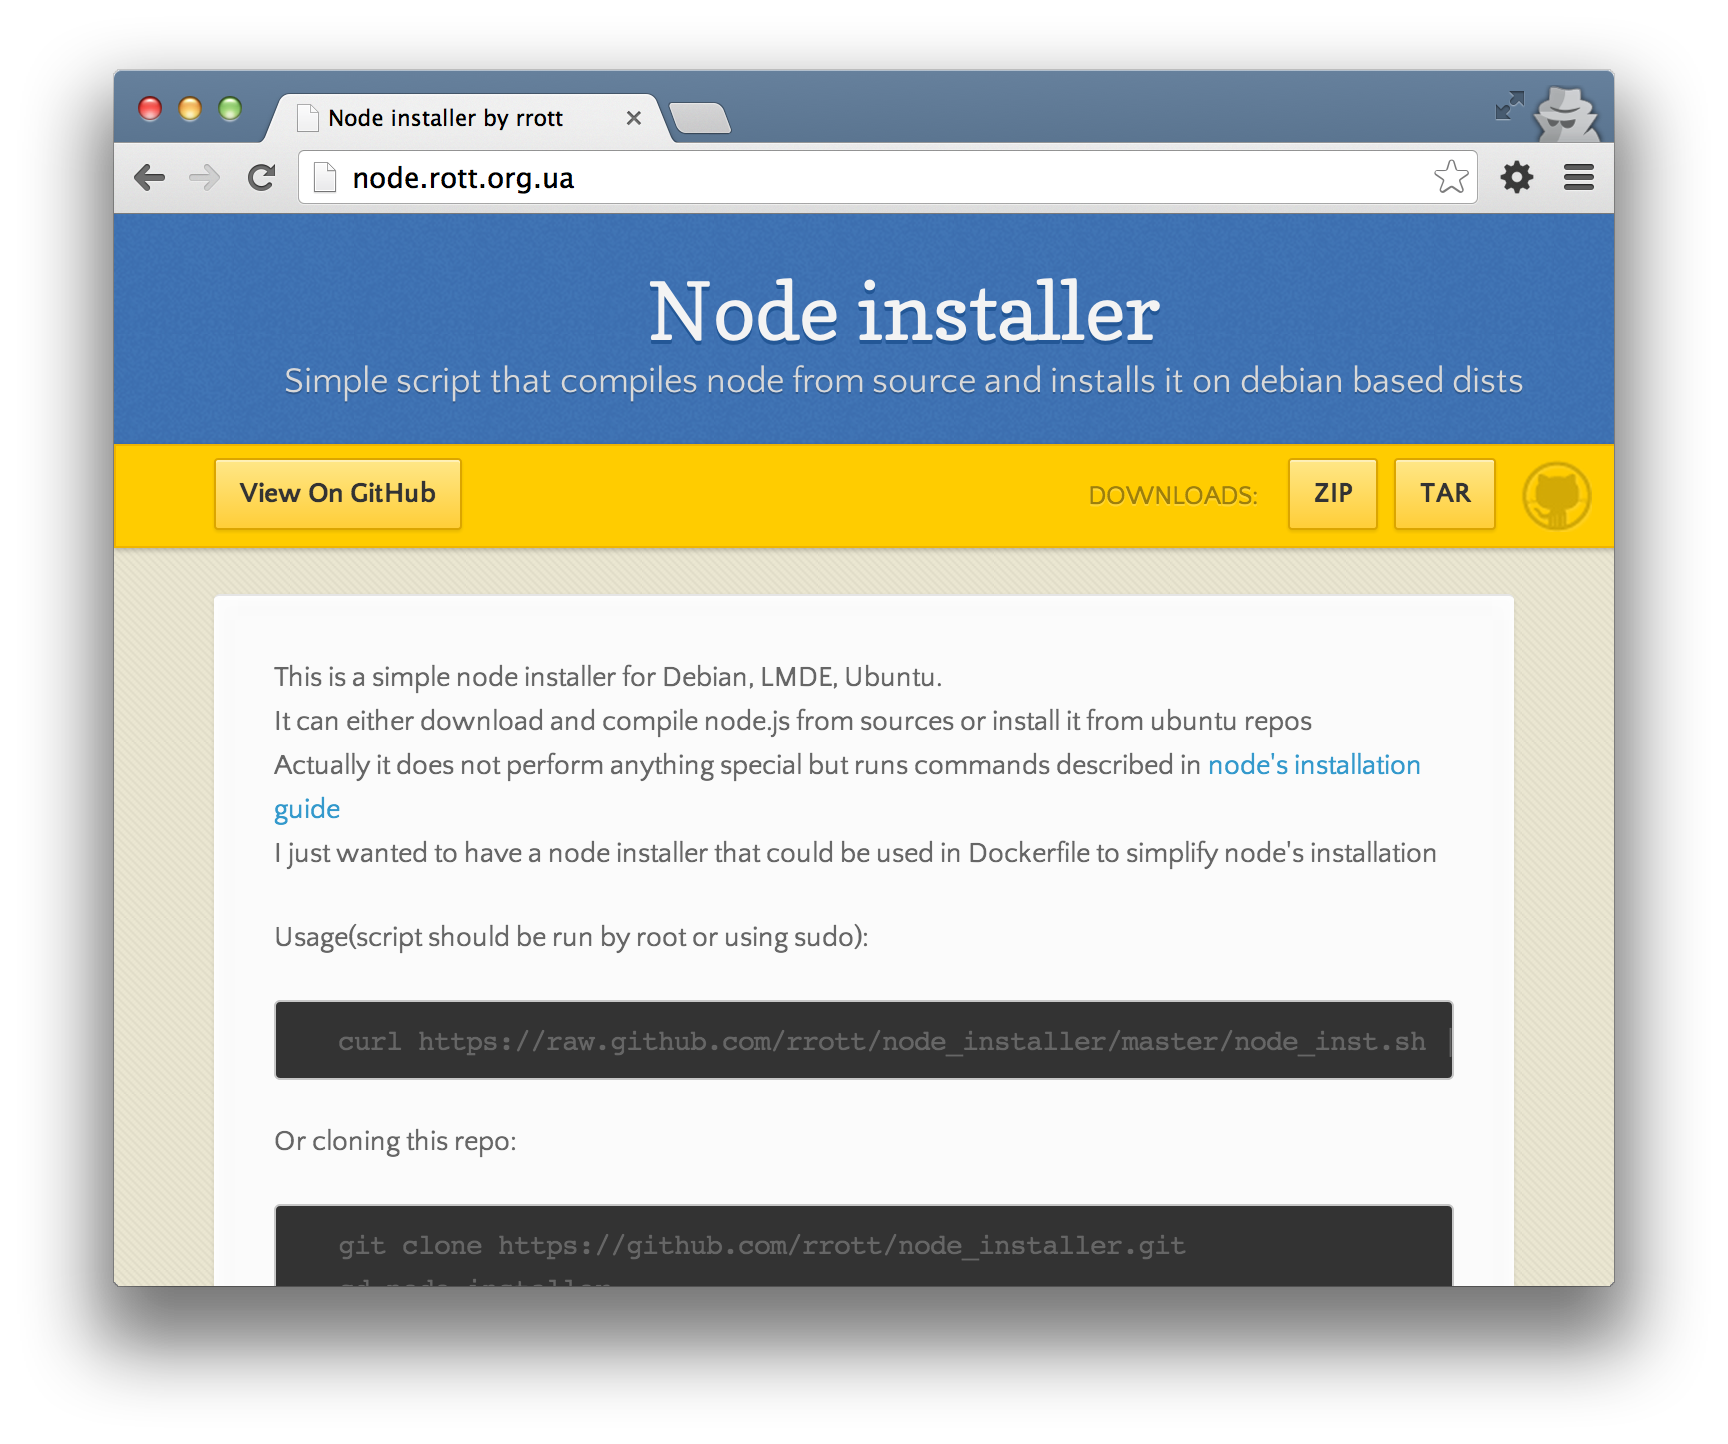 Node installer by rrott
node.rott.org.ua
Node installer
Simple script that compiles node from source and installs it on debian based dists
View On GitHub
DOWNLOADS:
ZIP
TAR
This is a simple node installer for Debian, LMDE, Ubuntu.
It can either download and compile node.js from sources or install it from ubuntu repos
Actually it does not perform anything special but runs commands described in node's installation
guide
I just wanted to have a node installer that could be used in Dockerfile to simplify node's installation
Usage(script should be run by root or using sudo):
curl https://raw.github.com/rrott/node_installer/master/node_inst.sh |
Or cloning this repo:
git clone https://github.com/rrott/node_installer.git
cd node_installer